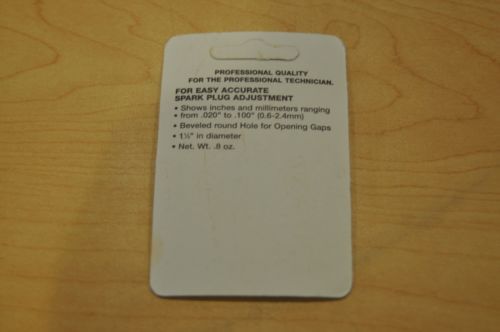 PROFESSIONAL QUALITY
FOR THE PROFESSIONAL TECHNICIAN.
FOR EASY ACCURATE
SPARK PLUG ADJUSTMENT
• Shows inches and millimeters ranging
• from .020" to .100" (0.6-2.4mm)
• Beveled round Hole for Opening Gaps
• 1½" in diameter
• Net. Wt. .8 oz.